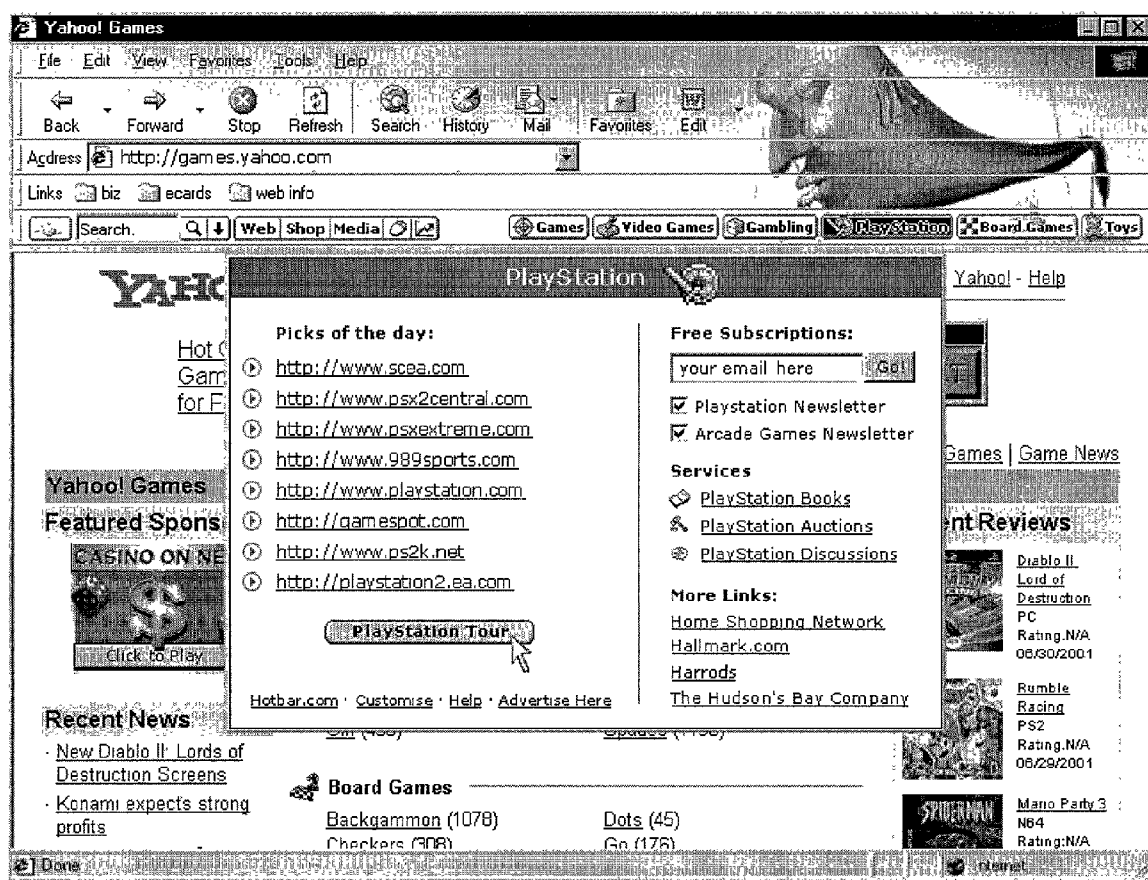 Yahoo! Games
File Edit View Favorites Tools Help
Back Forward Stop Refresh Search History Mail Favorites Edit
Address http://games.yahoo.com
Links biz ecards web info
Search. Web Shop Media Games Video Games Gambling PlayStation Board Games Toys
YAHO
Yahoo! - Help
PlayStation
Picks of the day:
http://www.scea.com
http://www.psx2central.com
http://www.psxextreme.com
http://www.989sports.com
http://www.playstation.com
http://gamespot.com
http://www.ps2k.net
http://playstation2.ea.com
PlayStation Tour
Hotbar.com · Customise · Help · Advertise Here
Free Subscriptions:
your email here Go!
Playstation Newsletter
Arcade Games Newsletter
Services
PlayStation Books
PlayStation Auctions
PlayStation Discussions
More Links:
Home Shopping Network
Hallmark.com
Harrods
The Hudson's Bay Company
Hot
Gam
for F
Games | Game News
Yahoo! Games
Featured Spons
CASINO ON NE
Click to Play
Recent News
· New Diablo II: Lords of
Destruction Screens
· Konami expects strong
profits
Board Games
Backgammon (1078)
Checkers (308)
Dots (45)
Go (176)
nt Reviews
Diablo II
Lord of
Destruction
PC
Rating.N/A
06/30/2001
Rumble
Racing
PS2
Rating.N/A
06/29/2001
SPIDERMAN
Mario Party 3
N64
Rating:N/A
Done
Internet